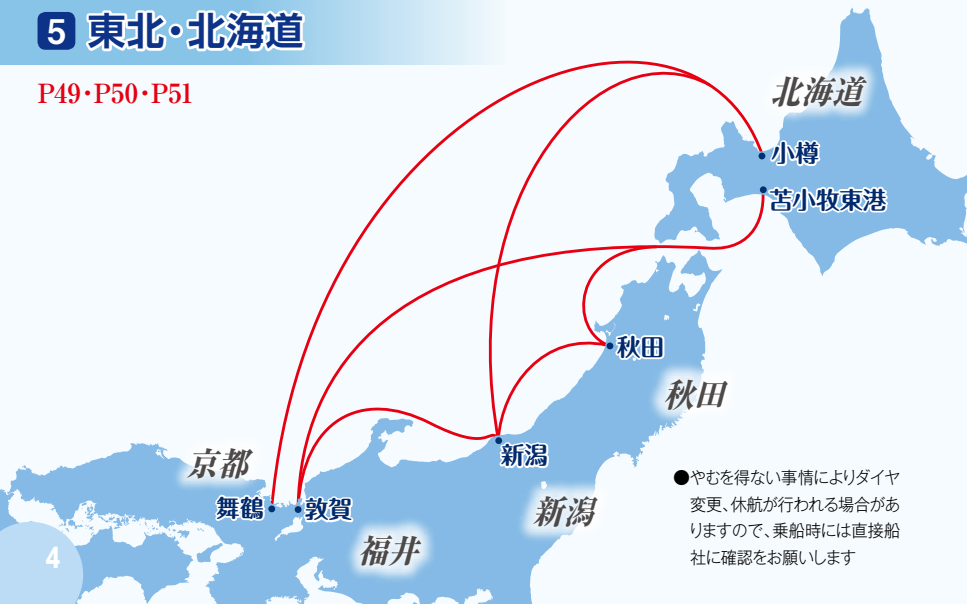 5 東北・北海道
P49・P50・P51
北海道
小樽
苫小牧東港
秋田
秋田
新潟
京都
舞鶴
敦賀
新潟
福井
●やむを得ない事情によりダイヤ
変更、休航が行われる場合があ
りますので、乗船時には直接船
社に確認をお願いします
4